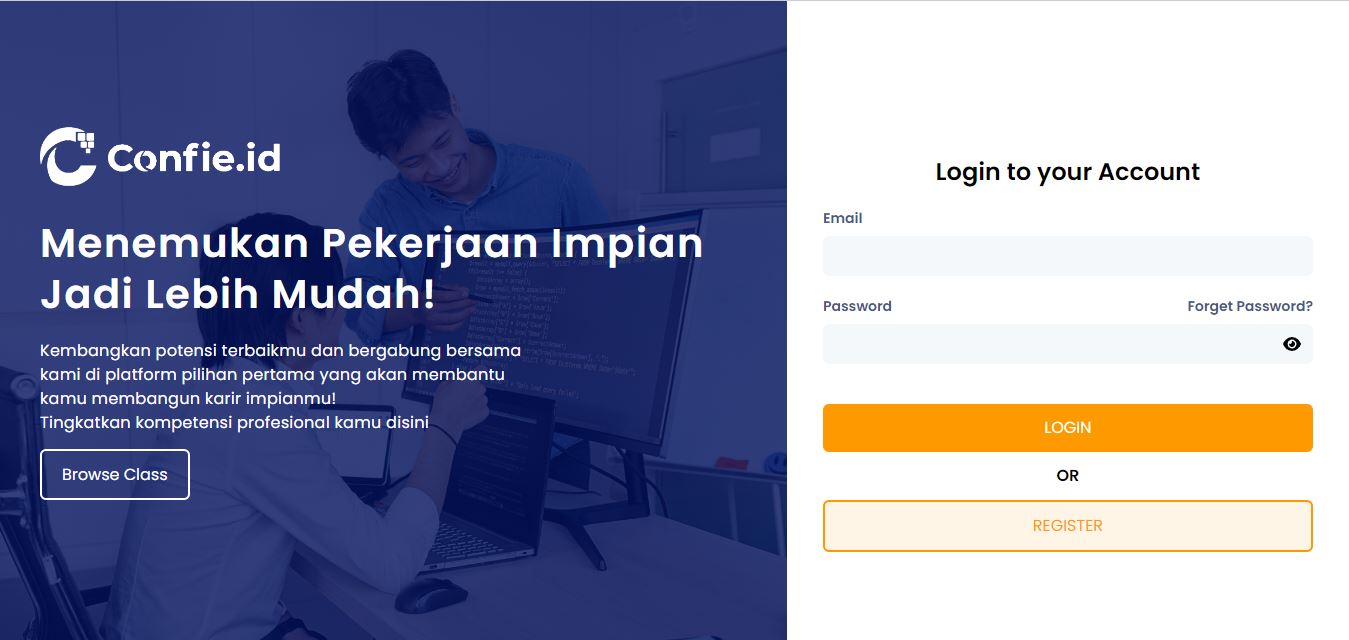 Confie.id
Menemukan Pekerjaan Impian
Jadi Lebih Mudah!
Kembangkan potensi terbaikmu dan bergabung bersama
kami di platform pilihan pertama yang akan membantu
kamu membangun karir impianmu!
Tingkatkan kompetensi profesional kamu disini
Browse Class
Login to your Account
Email
Password
Forget Password?
LOGIN
OR
REGISTER